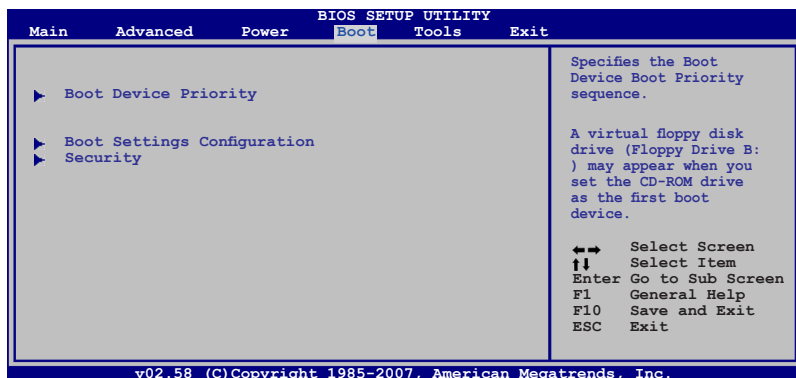 BIOS SETUP UTILITY
Main Advanced Power Boot Tools Exit
Boot Device Priority
Boot Settings Configuration
Security
Specifies the Boot
Device Boot Priority
sequence.
A virtual floppy disk
drive (Floppy Drive B:
) may appear when you
set the CD-ROM drive
as the first boot
device.
Select Screen
Select Item
Enter Go to Sub Screen
F1 General Help
F10 Save and Exit
ESC Exit
v02.58 (C)Copyright 1985-2007, American Megatrends, Inc.